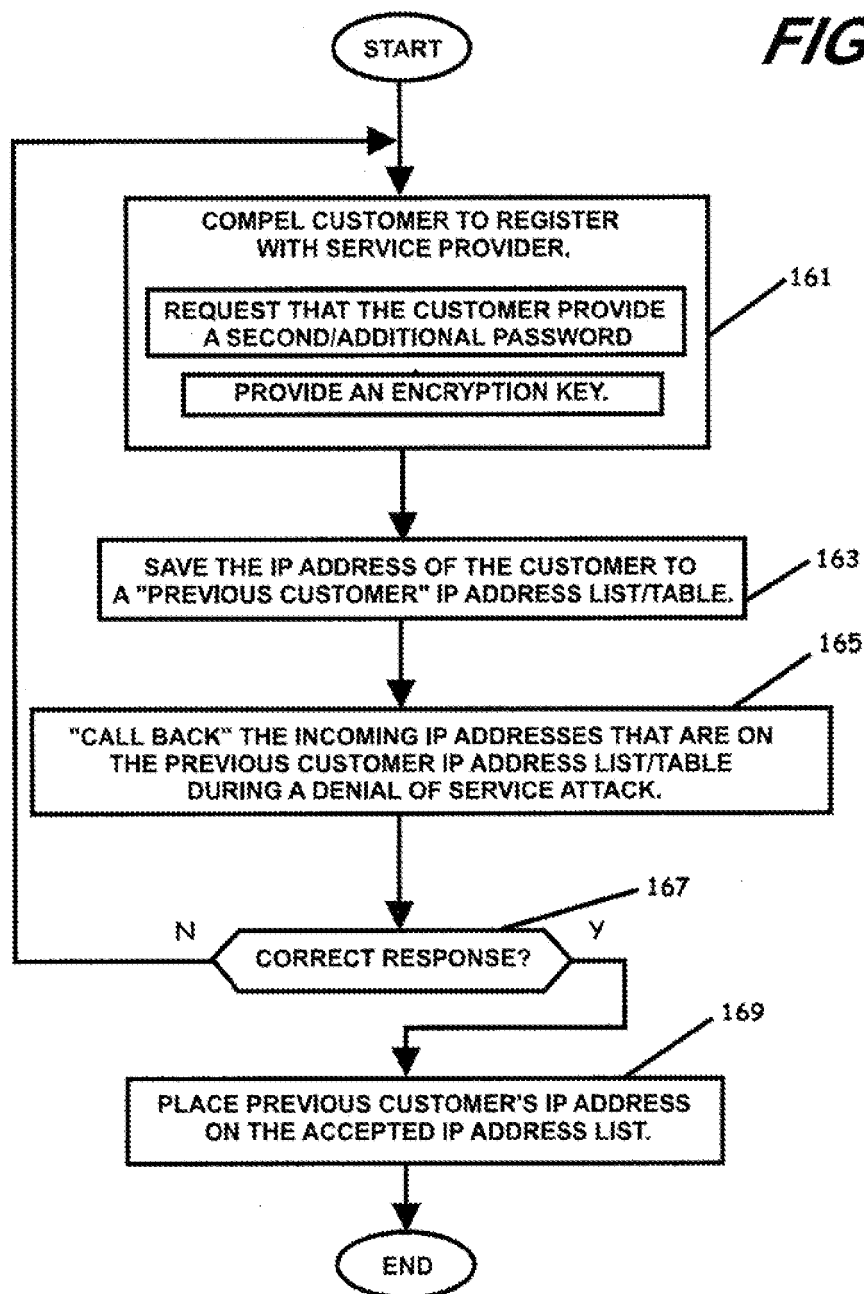 FIG
START
COMPEL CUSTOMER TO REGISTER
WITH SERVICE PROVIDER.
161
REQUEST THAT THE CUSTOMER PROVIDE
A SECOND/ADDITIONAL PASSWORD
PROVIDE AN ENCRYPTION KEY.
SAVE THE IP ADDRESS OF THE CUSTOMER TO
A "PREVIOUS CUSTOMER" IP ADDRESS LIST/TABLE.
163
165
"CALL BACK" THE INCOMING IP ADDRESSES THAT ARE ON
THE PREVIOUS CUSTOMER IP ADDRESS LIST/TABLE
DURING A DENIAL OF SERVICE ATTACK.
167
N
Y
CORRECT RESPONSE?
169
PLACE PREVIOUS CUSTOMER'S IP ADDRESS
ON THE ACCEPTED IP ADDRESS LIST.
END